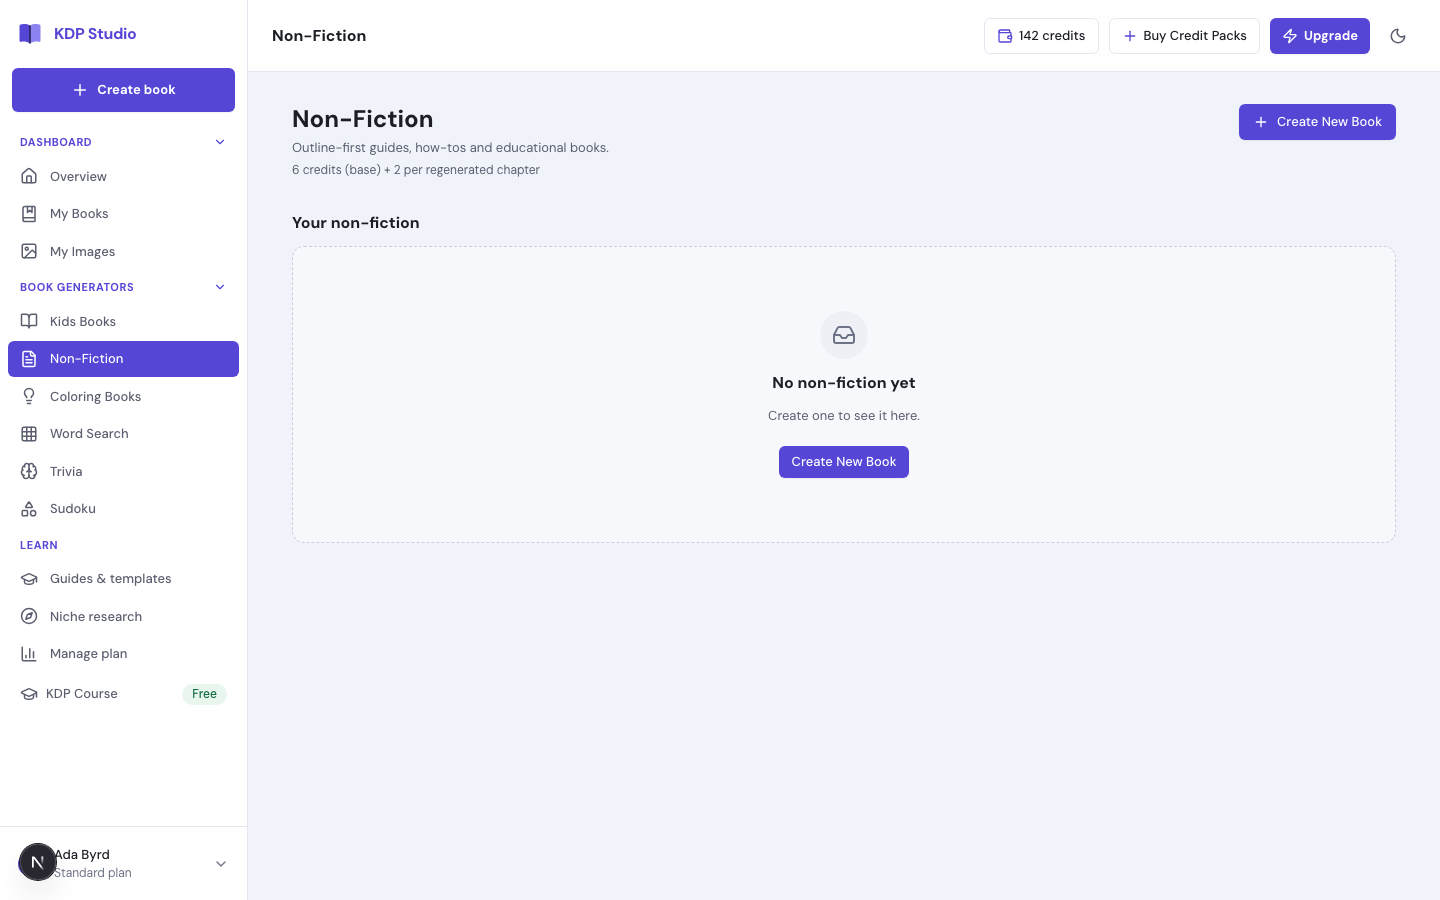 KDP Studio
Create book
DASHBOARD
Overview
My Books
My Images
BOOK GENERATORS
Kids Books
Non-Fiction
Coloring Books
Word Search
Trivia
Sudoku
LEARN
Guides & templates
Niche research
Manage plan
KDP Course
Free
N
Ada Byrd
Standard plan
Non-Fiction
142 credits
Buy Credit Packs
Upgrade
Non-Fiction
Create New Book
Outline-first guides, how-tos and educational books.
6 credits (base) + 2 per regenerated chapter
Your non-fiction
No non-fiction yet
Create one to see it here.
Create New Book